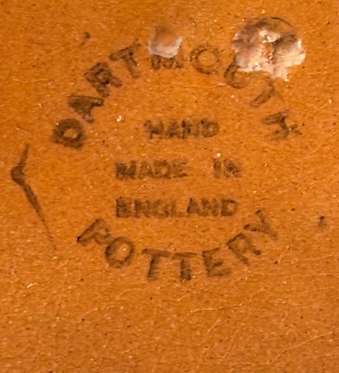 DARTMOUTH
HAND
MADE IN
ENGLAND
POTTERY